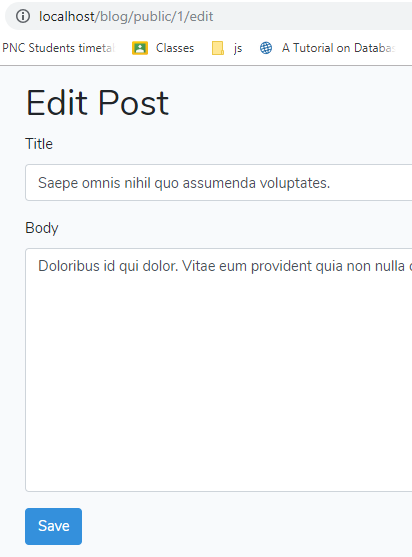 localhost/blog/public/1/edit
PNC Students timetal Classes js A Tutorial on Databas
Edit Post
Title
Saepe omnis nihil quo assumenda voluptates.
Body
Doloribus id qui dolor. Vitae eum provident quia non nulla
Save